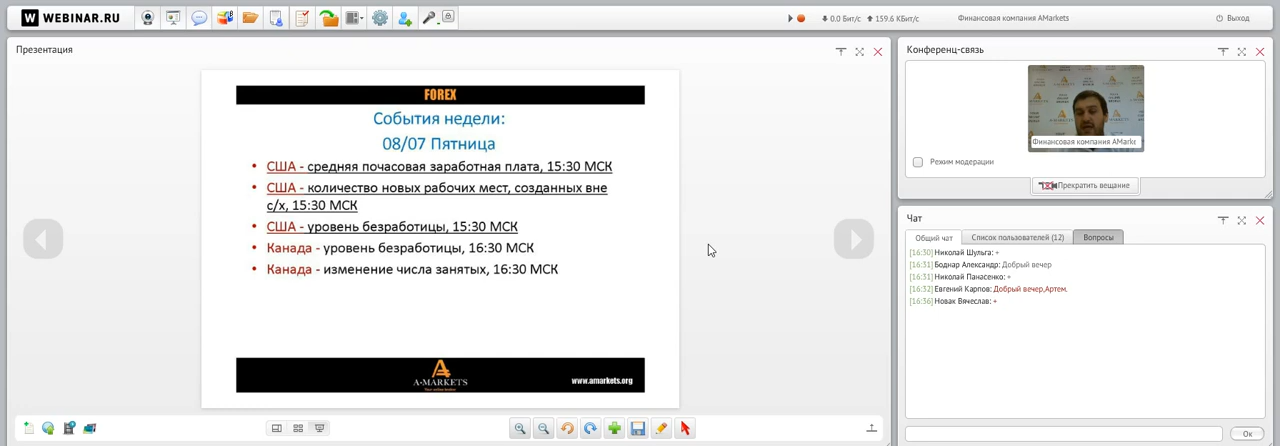 WEBINAR.RU
0.0 Бит/с
159.6 КБит/с
Финансовая компания AMarkets
Выход
Презентация
FOREX
События недели:
08/07 Пятница
• США - средняя почасовая заработная плата, 15:30 МСК
• США - количество новых рабочих мест, созданных вне
с/х, 15:30 МСК
• США - уровень безработицы, 15:30 МСК
• Канада - уровень безработицы, 16:30 МСК
• Канада - изменение числа занятых, 16:30 МСК
A-MARKETS
www.amarkets.org
Конференц-связь
Финансовая компания AMarke
Режим модерации
Прекратить вещание
Чат
Общий чат
Список пользователей (12)
Вопросы
[16:30] Николай Шульга: +
[16:31] Боднар Александр: Добрый вечер
[16:31] Николай Панасенко: +
[16:32] Евгений Карпов: Добрый вечер,Артем.
[16:36] Новак Вячеслав: +
Ок